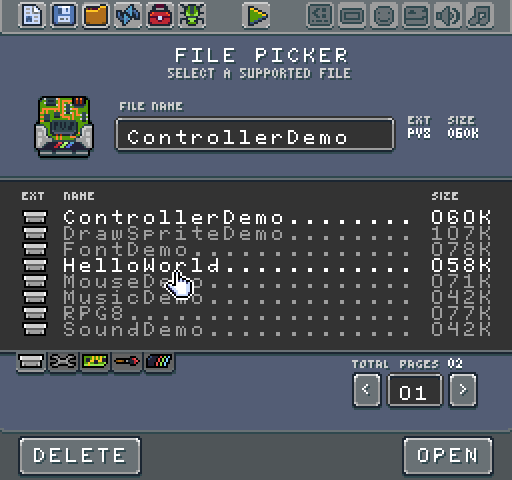 FILE PICKER
SELECT A SUPPORTED FILE
FILE NAME
EXT SIZE
ControllerDemo
PV8 060K
EXT NAME SIZE
ControllerDemo........ 060K
DrawSpriteDemo........ 107K
FontDemo.............. 078K
HelloWorld............ 058K
MouseDemo............. 071K
MusicDemo............. 042K
RPG8.................. 077K
SoundDemo............. 042K
TOTAL PAGES 02
< 01 >
DELETE OPEN